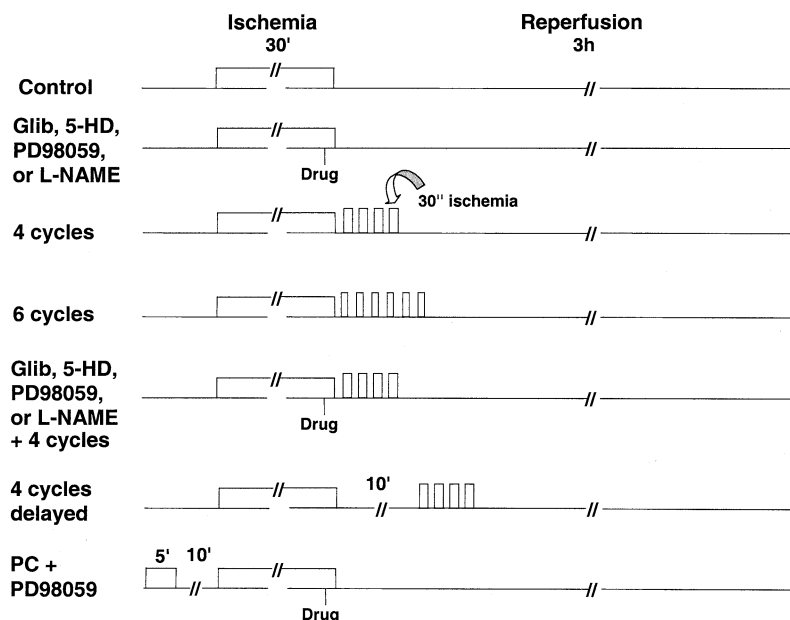 Ischemia
30'
Reperfusion
3h
Control
Glib, 5-HD,
PD98059,
or L-NAME
Drug
30" ischemia
4 cycles
6 cycles
Glib, 5-HD,
PD98059,
or L-NAME
+ 4 cycles
Drug
4 cycles
delayed
10'
PC +
PD98059
5'
10'
Drug